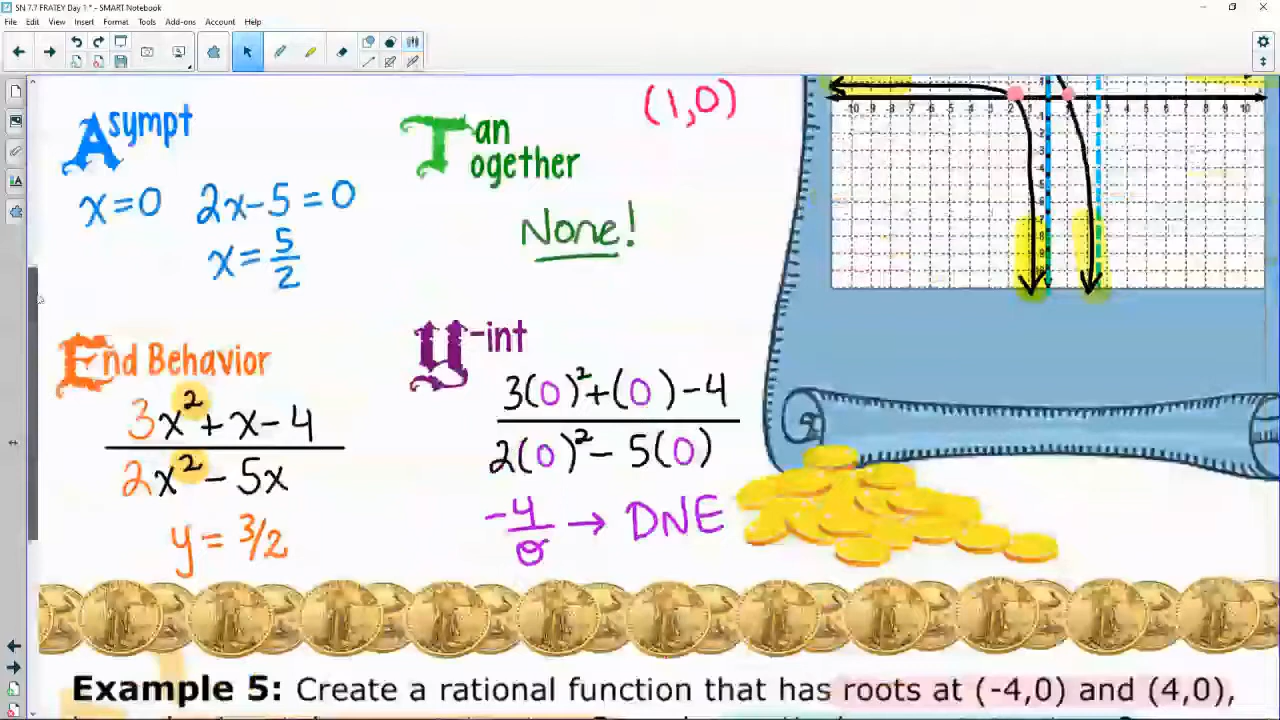 SN 7.7 FRATEY Day 1.* - SMART Notebook
File Edit View Insert Format Tools Add-ons Account Help
(1,0)
Asympt
x=0 2x-5=0
x=5/2
Tan
Together
None!
End Behavior
3x²+x-4
2x²-5x
y=3/2
Y-int
3(0)²+(0)-4
2(0)²-5(0)
-4/0 → DNE
Example 5: Create a rational function that has roots at (-4,0) and (4,0),